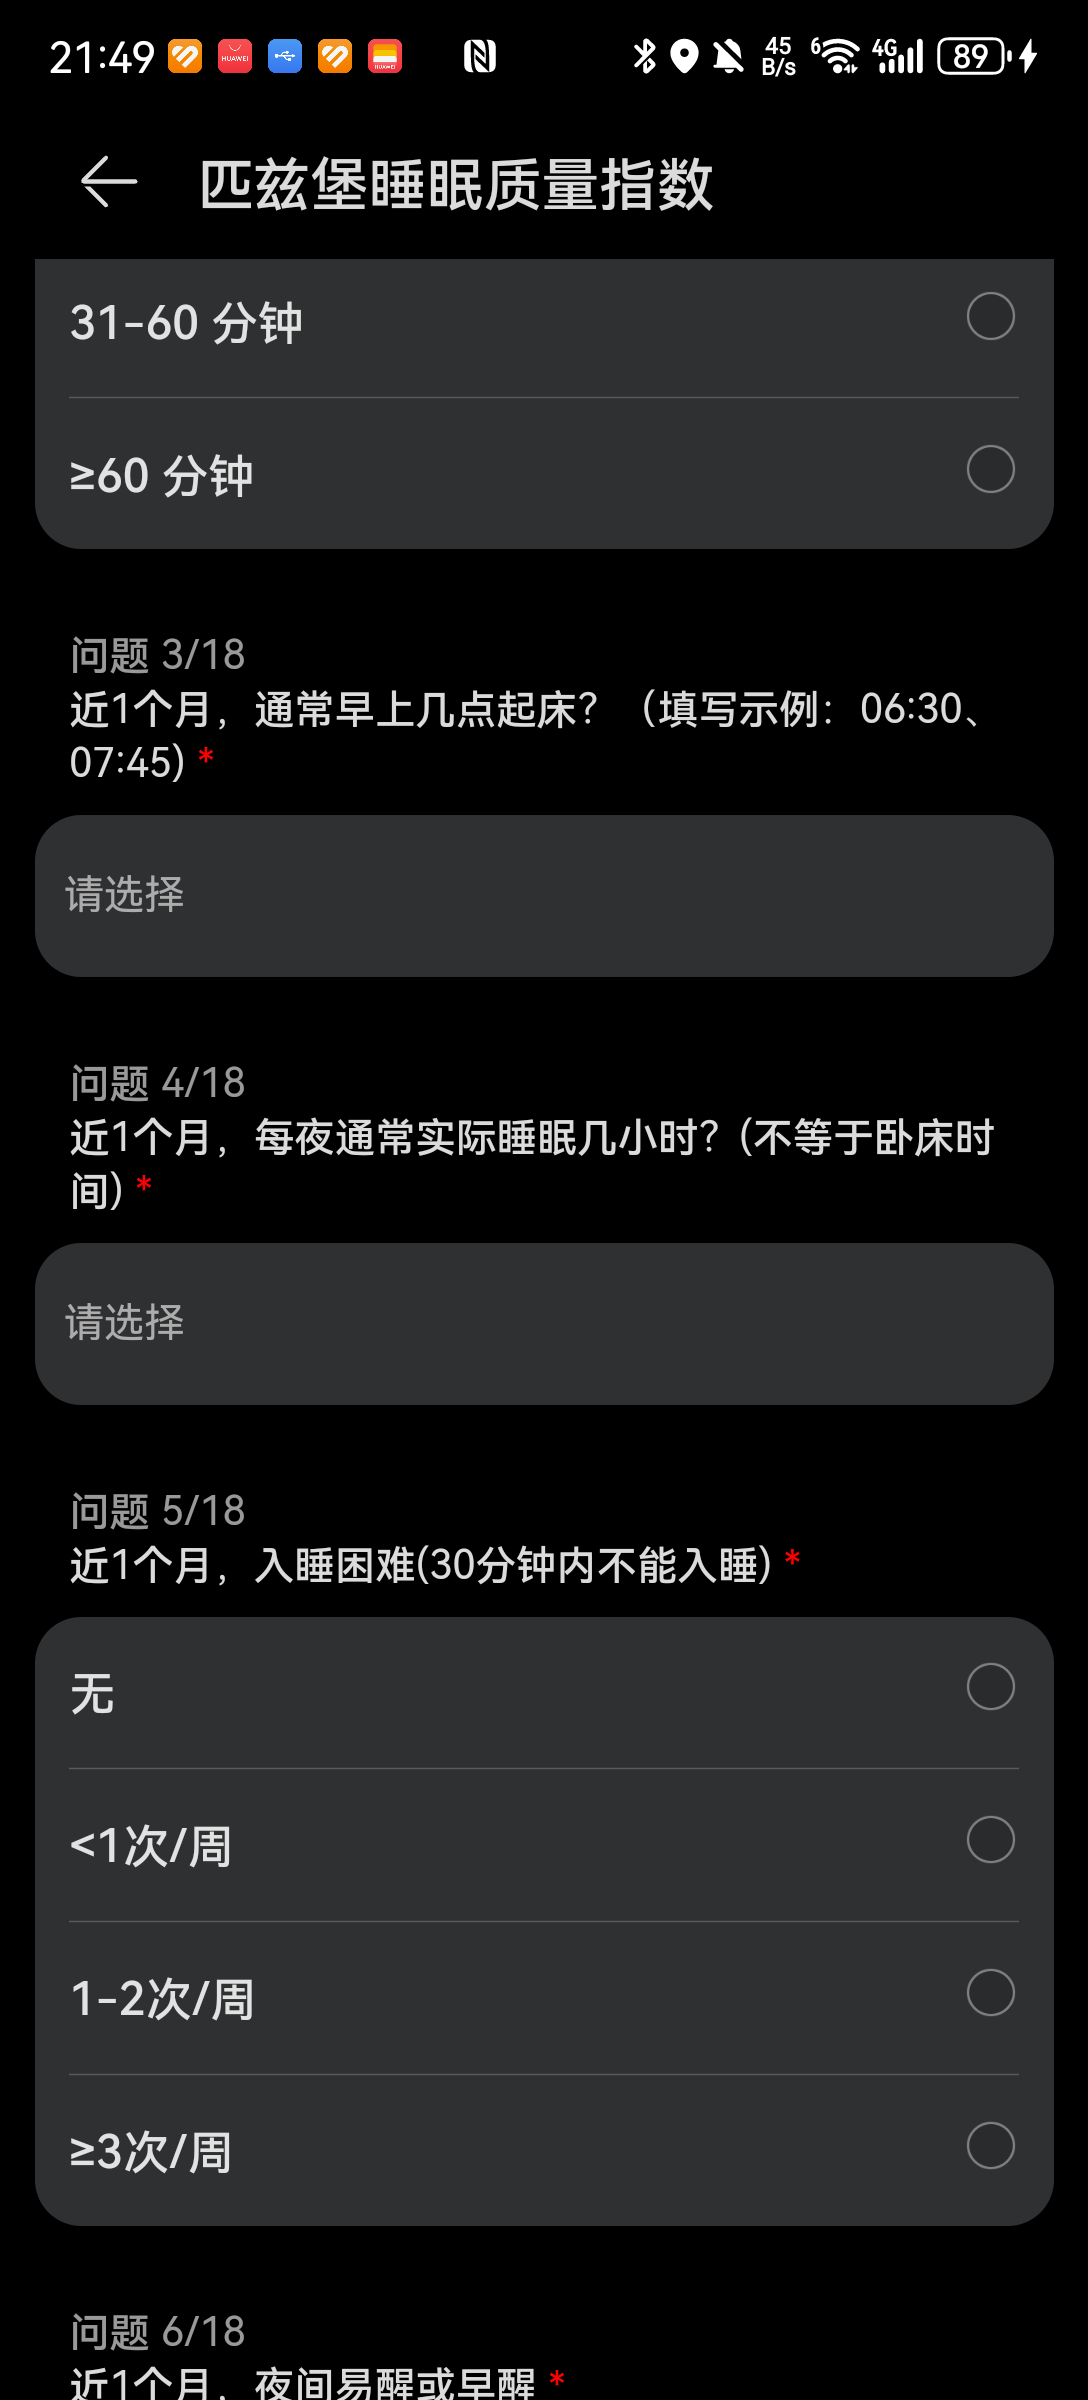 21:49
HUAWEI
45 B/s
6
4G
89
匹兹堡睡眠质量指数
31-60 分钟
≥60 分钟
问题 3/18
近1个月，通常早上几点起床？（填写示例：06:30、
07:45) *
请选择
问题 4/18
近1个月，每夜通常实际睡眠几小时？(不等于卧床时
间) *
请选择
问题 5/18
近1个月，入睡困难(30分钟内不能入睡) *
无
<1次/周
1-2次/周
≥3次/周
问题 6/18
近1个月，夜间易醒或早醒 *